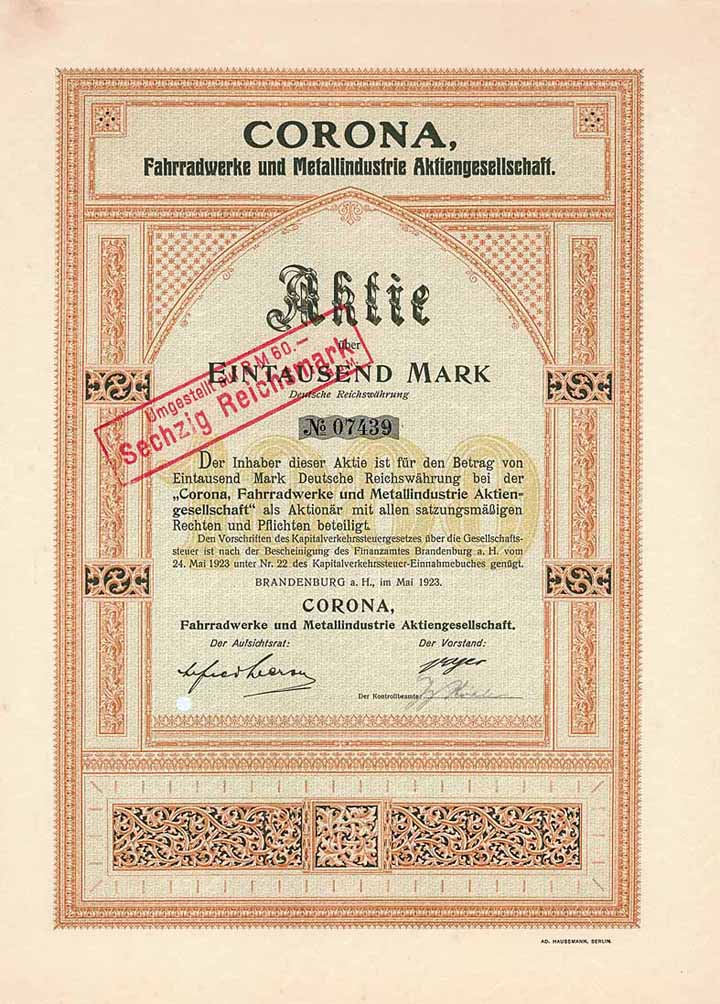 CORONA,
Fahrradwerke und Metallindustrie Aktiengesellschaft.
Aktie
über
EINTAUSEND MARK
Deutsche Reichswährung
Umgestellt auf R.M 60.—
Sechzig Reichsmark
№ 07439
1000
Der Inhaber dieser Aktie ist für den Betrag von
Eintausend Mark Deutsche Reichswährung bei der
„Corona, Fahrradwerke und Metallindustrie Aktien-
gesellschaft“ als Aktionär mit allen satzungsmäßigen
Rechten und Pflichten beteiligt.
Den Vorschriften des Kapitalverkehrssteuergesetzes über die Gesellschafts-
steuer ist nach der Bescheinigung des Finanzamtes Brandenburg a. H. vom
24. Mai 1923 unter Nr. 22 des Kapitalverkehrssteuer-Einnahmebuches genügt.
BRANDENBURG a. H., im Mai 1923.
CORONA,
Fahrradwerke und Metallindustrie Aktiengesellschaft.
Der Aufsichtsrat: Der Vorstand:
Der Kontrollbeamte
AD. HAUSSMANN, BERLIN.